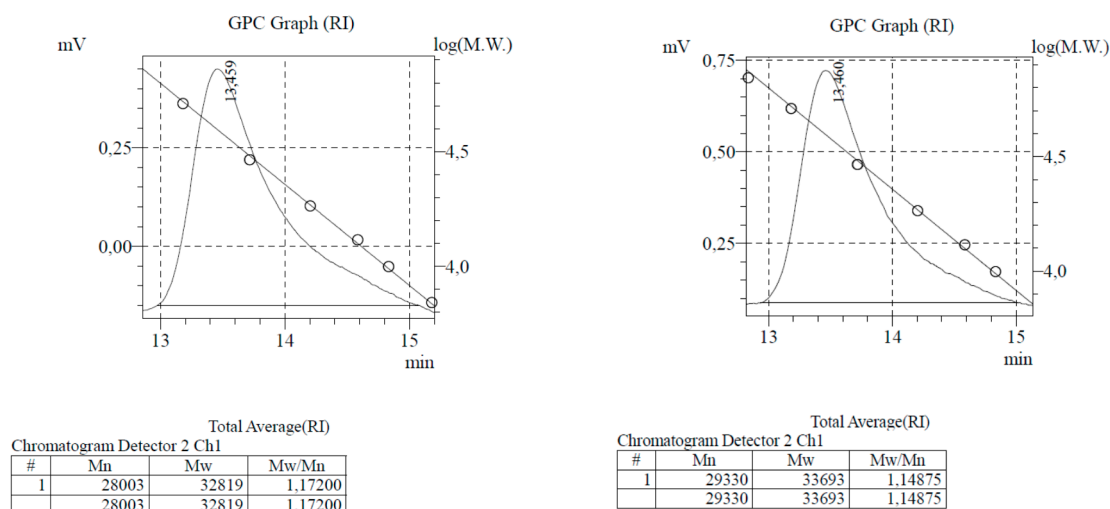 GPC Graph (RI)
mV
log(M.W.)
13,459
0,25
4,5
0,00
4,0
13 14 15
min
Total Average(RI)
Chromatogram Detector 2 Ch1
# Mn Mw Mw/Mn
1 28003 32819 1,17200
28003 32819 1,17200
GPC Graph (RI)
mV
log(M.W.)
0,75
13,460
0,50
4,5
0,25
4,0
13 14 15
min
Total Average(RI)
Chromatogram Detector 2 Ch1
# Mn Mw Mw/Mn
1 29330 33693 1,14875
29330 33693 1,14875